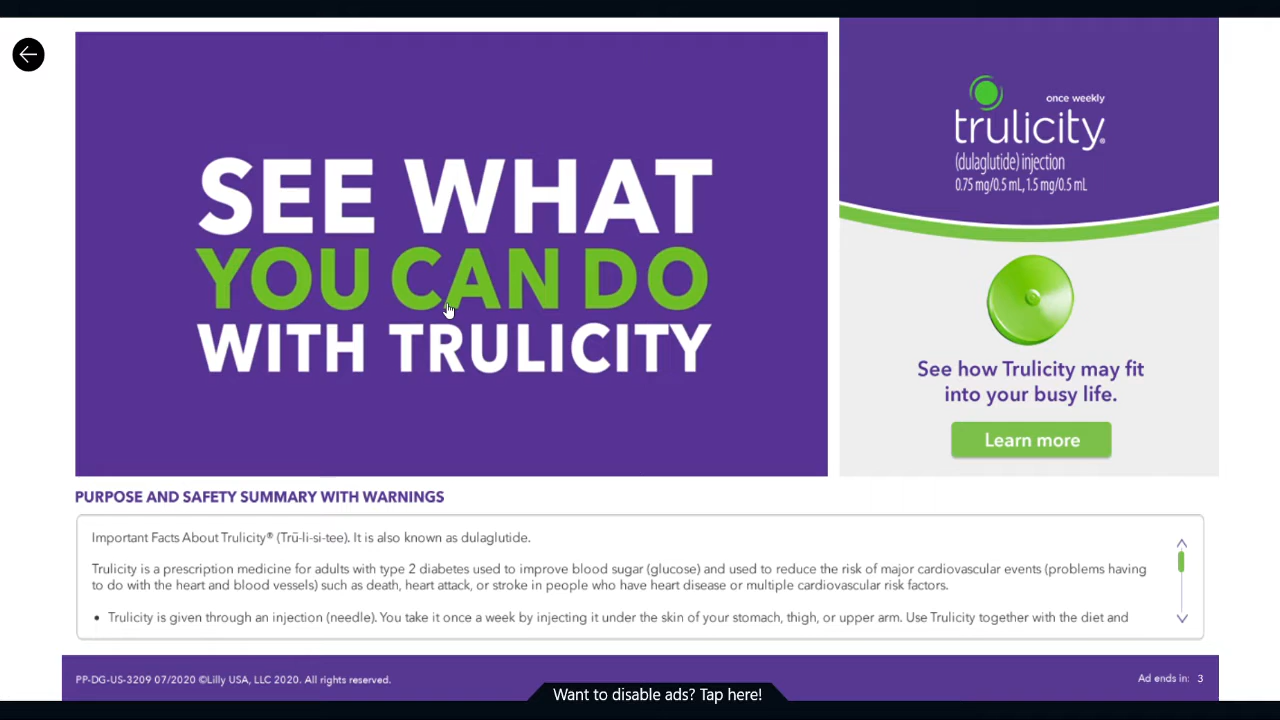 SEE WHAT
YOU CAN DO
WITH TRULICITY
once weekly
trulicity®
(dulaglutide) injection
0.75 mg/0.5 mL, 1.5 mg/0.5 mL
See how Trulicity may fit
into your busy life.
Learn more
PURPOSE AND SAFETY SUMMARY WITH WARNINGS
Important Facts About Trulicity® (Trū-li-si-tee). It is also known as dulaglutide.
Trulicity is a prescription medicine for adults with type 2 diabetes used to improve blood sugar (glucose) and used to reduce the risk of major cardiovascular events (problems having
to do with the heart and blood vessels) such as death, heart attack, or stroke in people who have heart disease or multiple cardiovascular risk factors.
• Trulicity is given through an injection (needle). You take it once a week by injecting it under the skin of your stomach, thigh, or upper arm. Use Trulicity together with the diet and
PP-DG-US-3209 07/2020 ©Lilly USA, LLC 2020. All rights reserved.
Ad ends in: 3
Want to disable ads? Tap here!